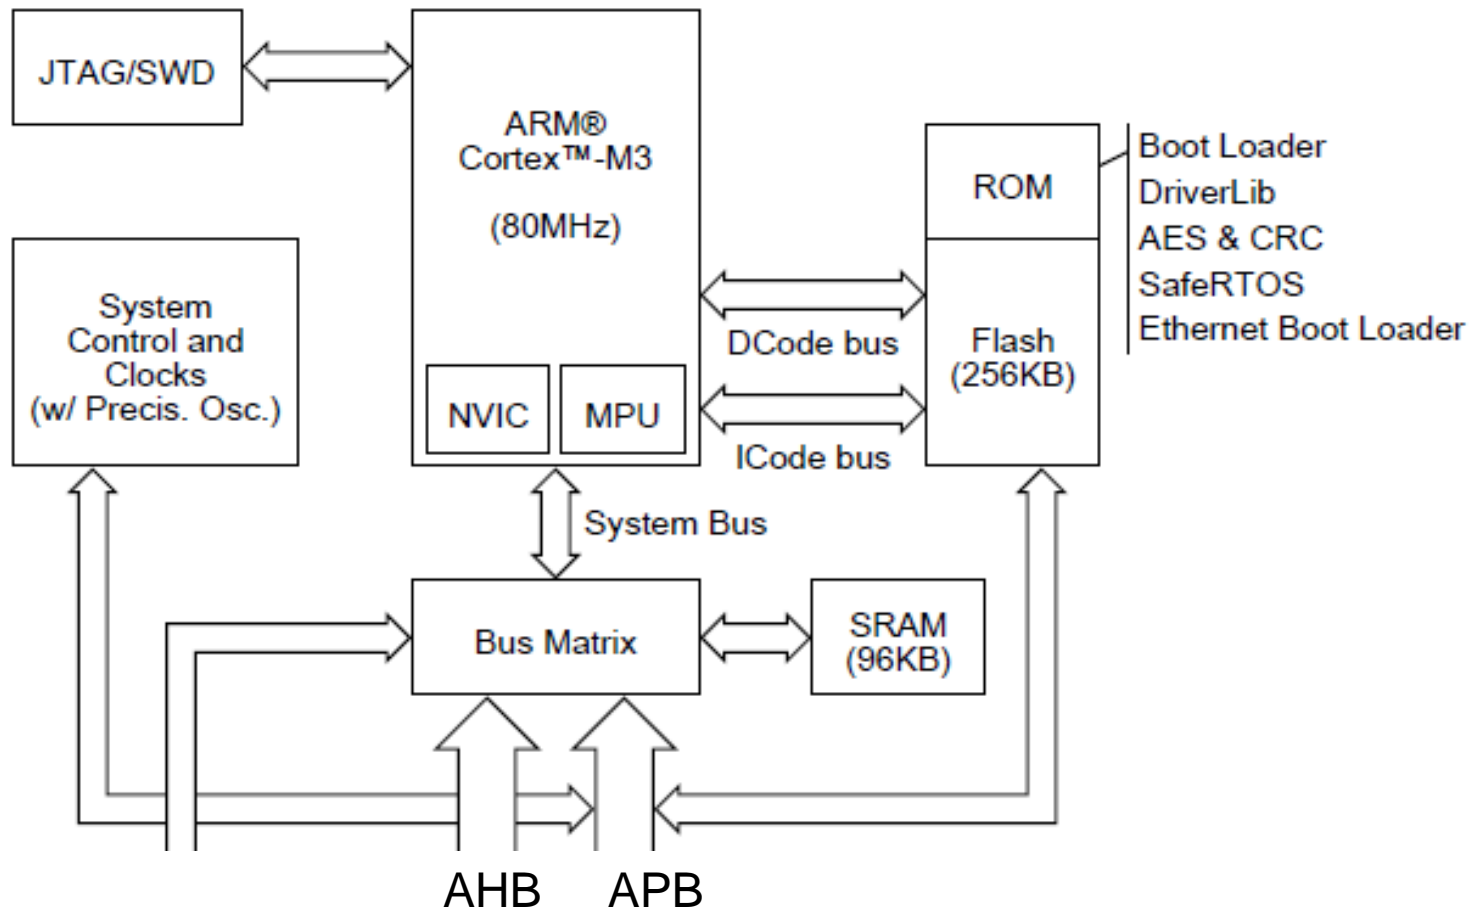 JTAG/SWD
ARM®
Cortex™-M3
(80MHz)
NVIC
MPU
System
Control and
Clocks
(w/ Precis. Osc.)
ROM
Flash
(256KB)
Boot Loader
DriverLib
AES & CRC
SafeRTOS
Ethernet Boot Loader
DCode bus
ICode bus
System Bus
Bus Matrix
SRAM
(96KB)
AHB
APB